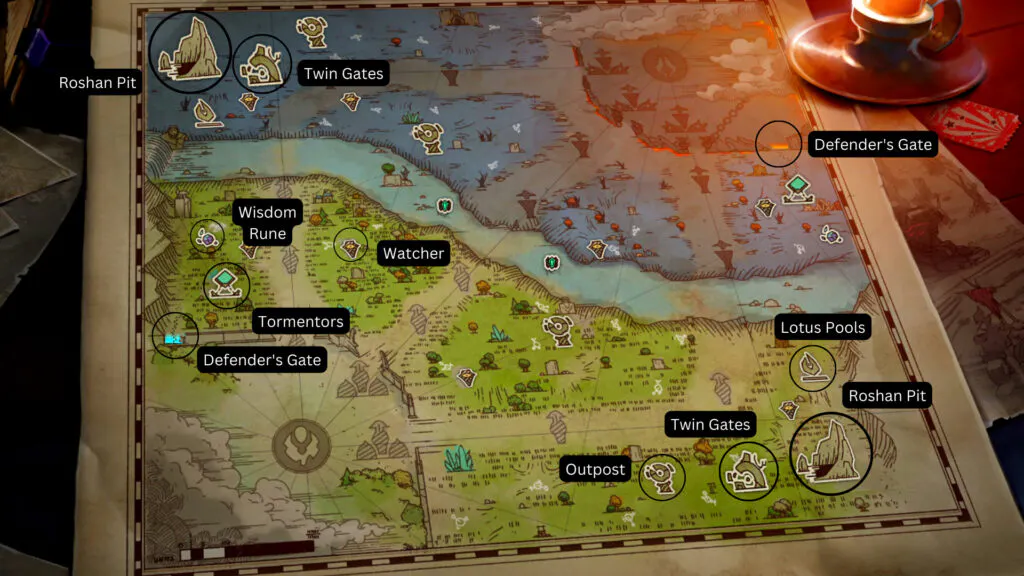 Roshan Pit
Twin Gates
Defender's Gate
Wisdom
Rune
Watcher
Tormentors
Defender's Gate
Lotus Pools
Roshan Pit
Twin Gates
Outpost